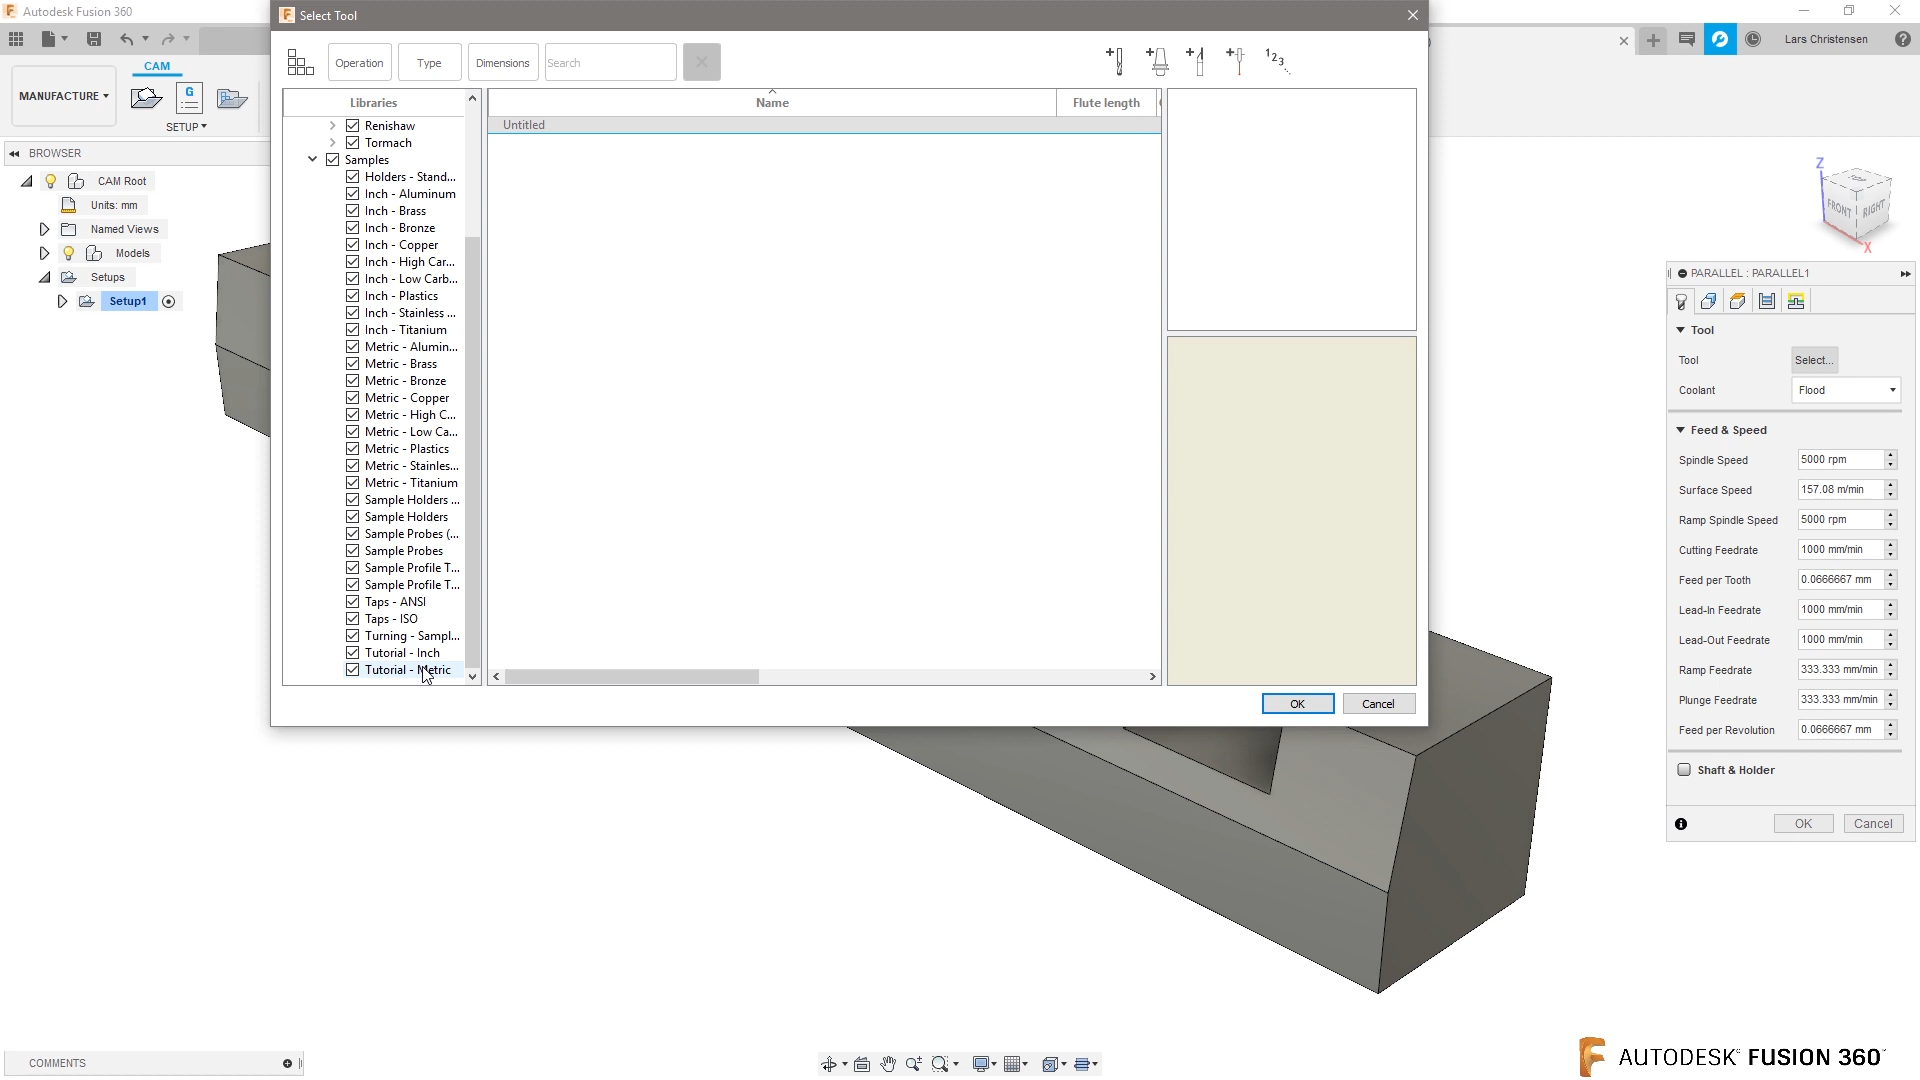 Autodesk Fusion 360
Select Tool
Lars Christensen
CAM
MANUFACTURE
SETUP
Operation
Type
Dimensions
Search
BROWSER
CAM Root
Units: mm
Named Views
Models
Setups
Setup1
Libraries
Renishaw
Tormach
Samples
Holders - Stand...
Inch - Aluminum
Inch - Brass
Inch - Bronze
Inch - Copper
Inch - High Car...
Inch - Low Carb...
Inch - Plastics
Inch - Stainless ...
Inch - Titanium
Metric - Alumin...
Metric - Brass
Metric - Bronze
Metric - Copper
Metric - High C...
Metric - Low Ca...
Metric - Plastics
Metric - Stainles...
Metric - Titanium
Sample Holders ...
Sample Holders
Sample Probes (...
Sample Probes
Sample Profile T...
Sample Profile T...
Taps - ANSI
Taps - ISO
Turning - Sampl...
Tutorial - Inch
Tutorial - Metric
Name
Flute length
Untitled
OK
Cancel
Z
FRONT
RIGHT
X
PARALLEL : PARALLEL1
Tool
Tool
Select...
Coolant
Flood
Feed & Speed
Spindle Speed
5000 rpm
Surface Speed
157.08 m/min
Ramp Spindle Speed
5000 rpm
Cutting Feedrate
1000 mm/min
Feed per Tooth
0.0666667 mm
Lead-In Feedrate
1000 mm/min
Lead-Out Feedrate
1000 mm/min
Ramp Feedrate
333.333 mm/min
Plunge Feedrate
333.333 mm/min
Feed per Revolution
0.0666667 mm
Shaft & Holder
OK
Cancel
COMMENTS
AUTODESK® FUSION 360™